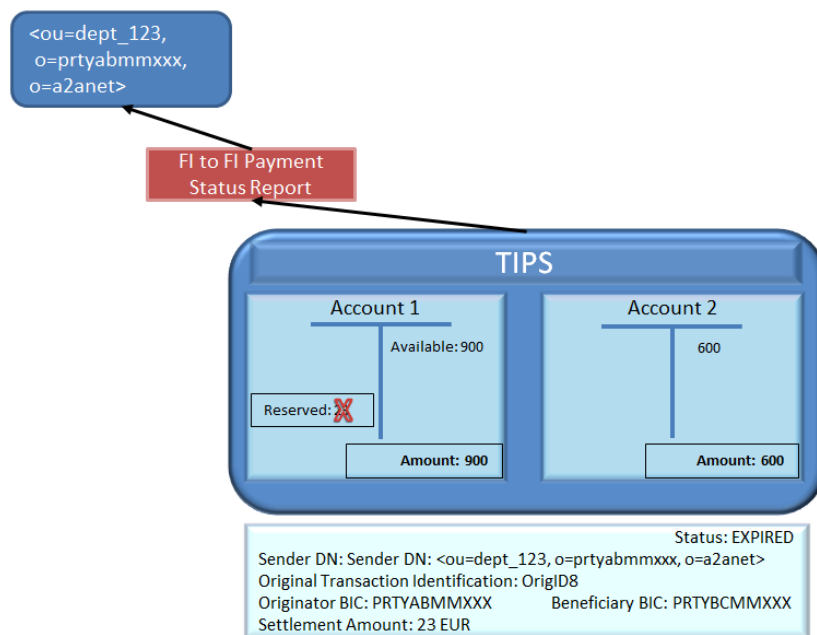 <ou=dept_123,
o=prtyabmmxxx,
o=a2anet>
FI to FI Payment
Status Report
TIPS
Account 1
Available: 900
Reserved: 23
Amount: 900
Account 2
600
Amount: 600
Status: EXPIRED
Sender DN: Sender DN: <ou=dept_123, o=prtyabmmxxx, o=a2anet>
Original Transaction Identification: OrigID8
Originator BIC: PRTYABMMXXX Beneficiary BIC: PRTYBCMMXXX
Settlement Amount: 23 EUR